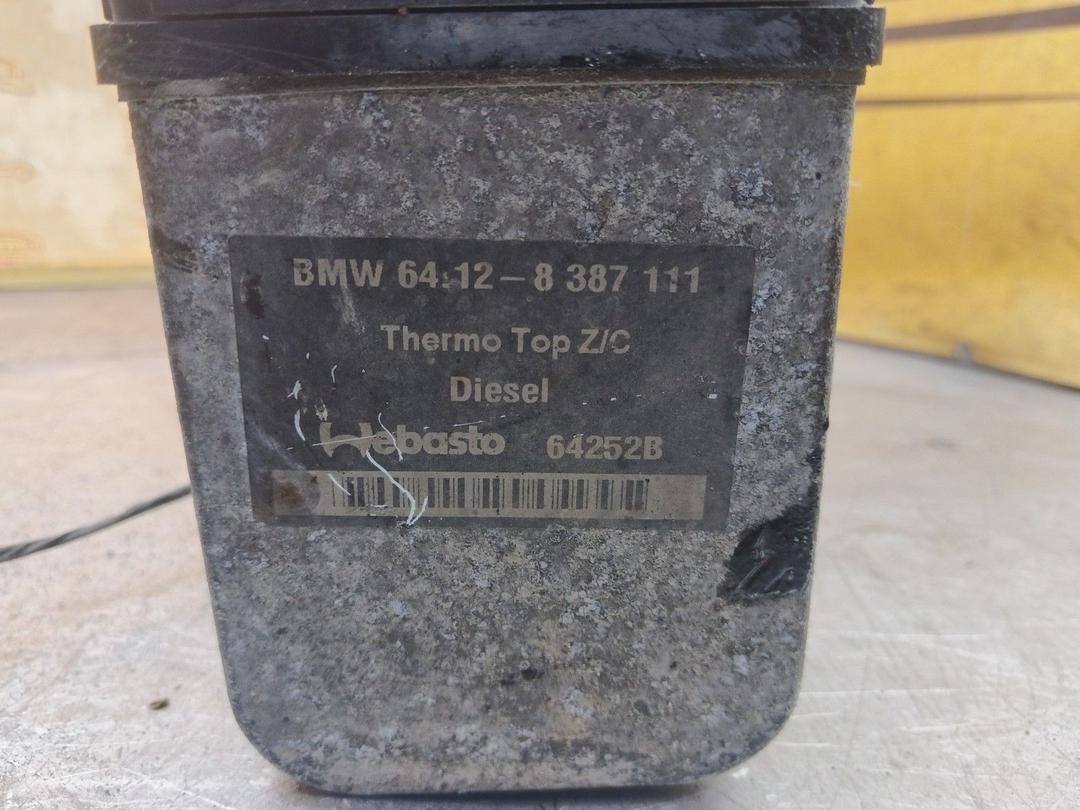 BMW 64.12-8 387 111
Thermo Top Z/C
Diesel
Webasto 64252B